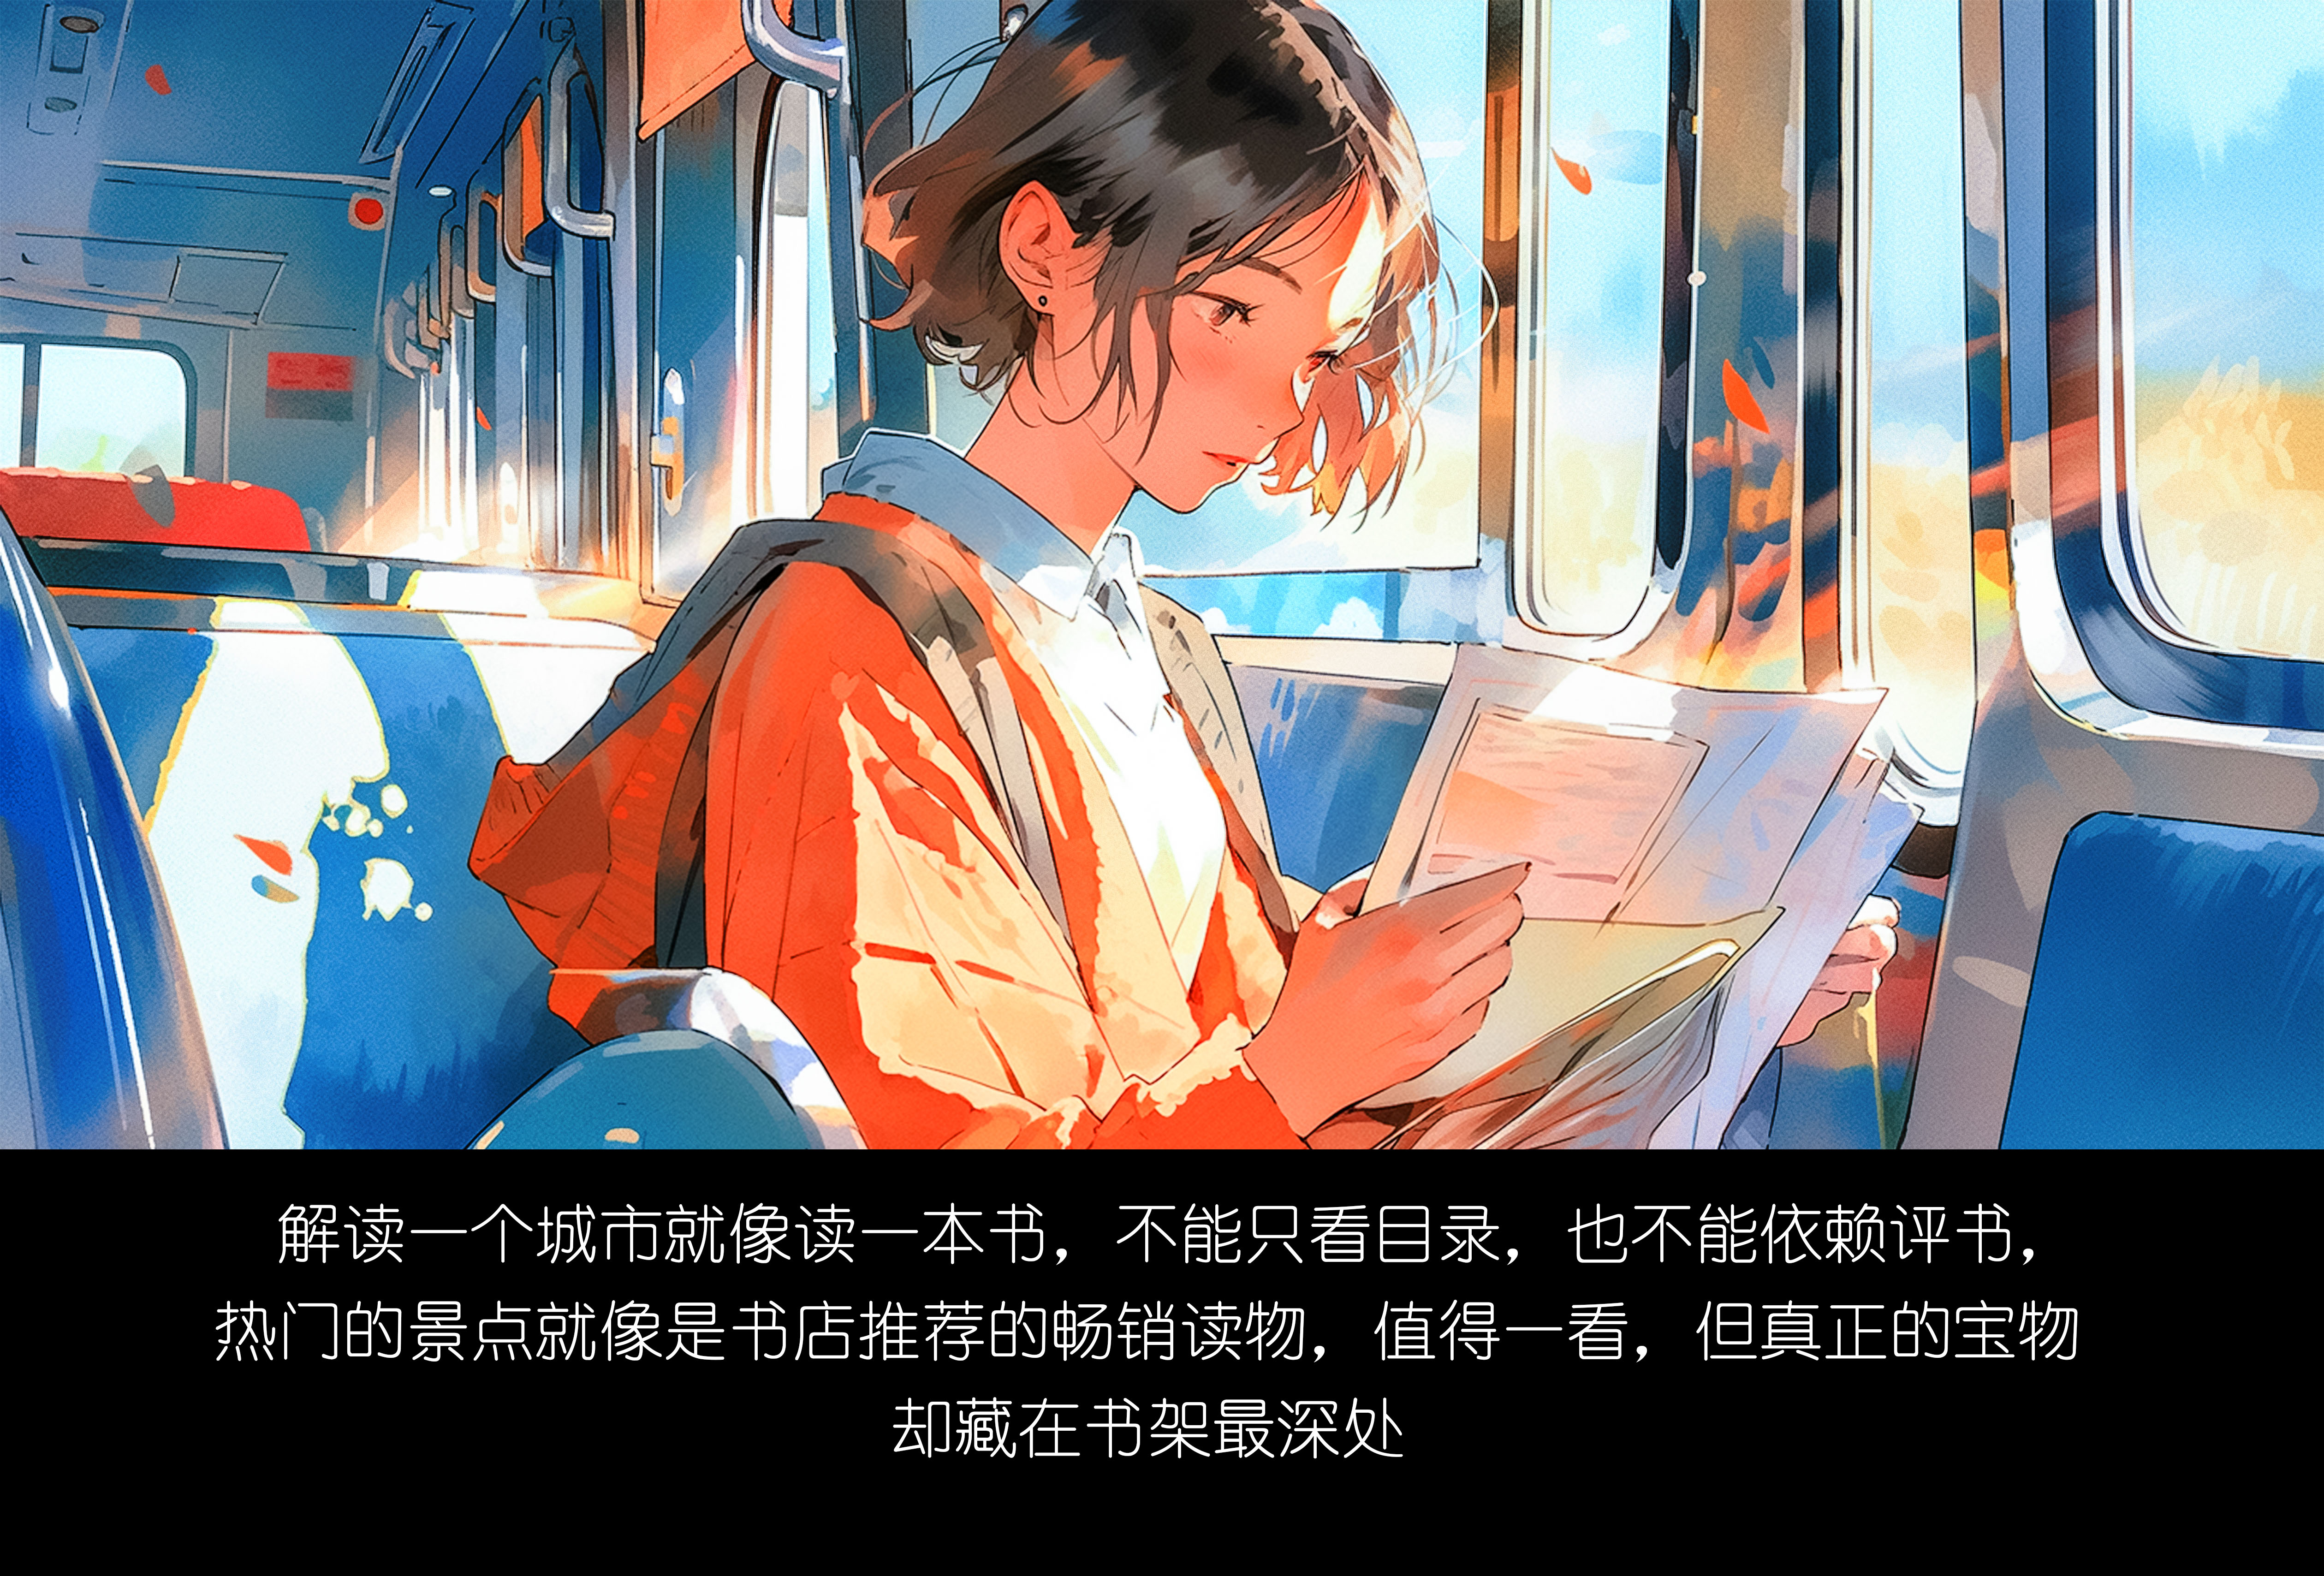 解读一个城市就像读一本书，不能只看目录，也不能依赖评书，
热门的景点就像是书店推荐的畅销读物，值得一看，但真正的宝物
却藏在书架最深处